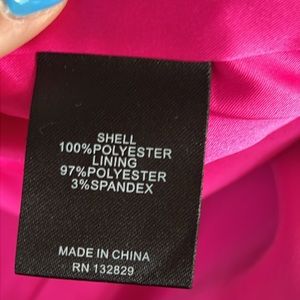 SHELL
100%POLYESTER
LINING
97%POLYESTER
3%SPANDEX
MADE IN CHINA
RN 132829